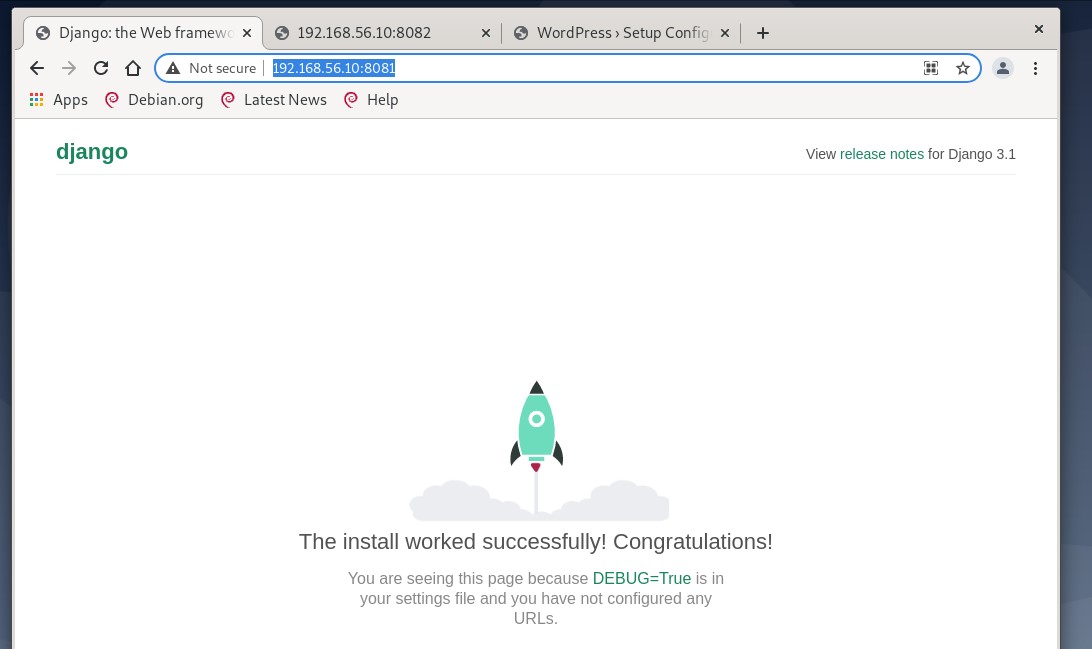 Django: the Web framewo
192.168.56.10:8082
WordPress › Setup Config
Not secure
192.168.56.10:8081
Apps
Debian.org
Latest News
Help
django
View release notes for Django 3.1
The install worked successfully! Congratulations!
You are seeing this page because DEBUG=True is in
your settings file and you have not configured any
URLs.